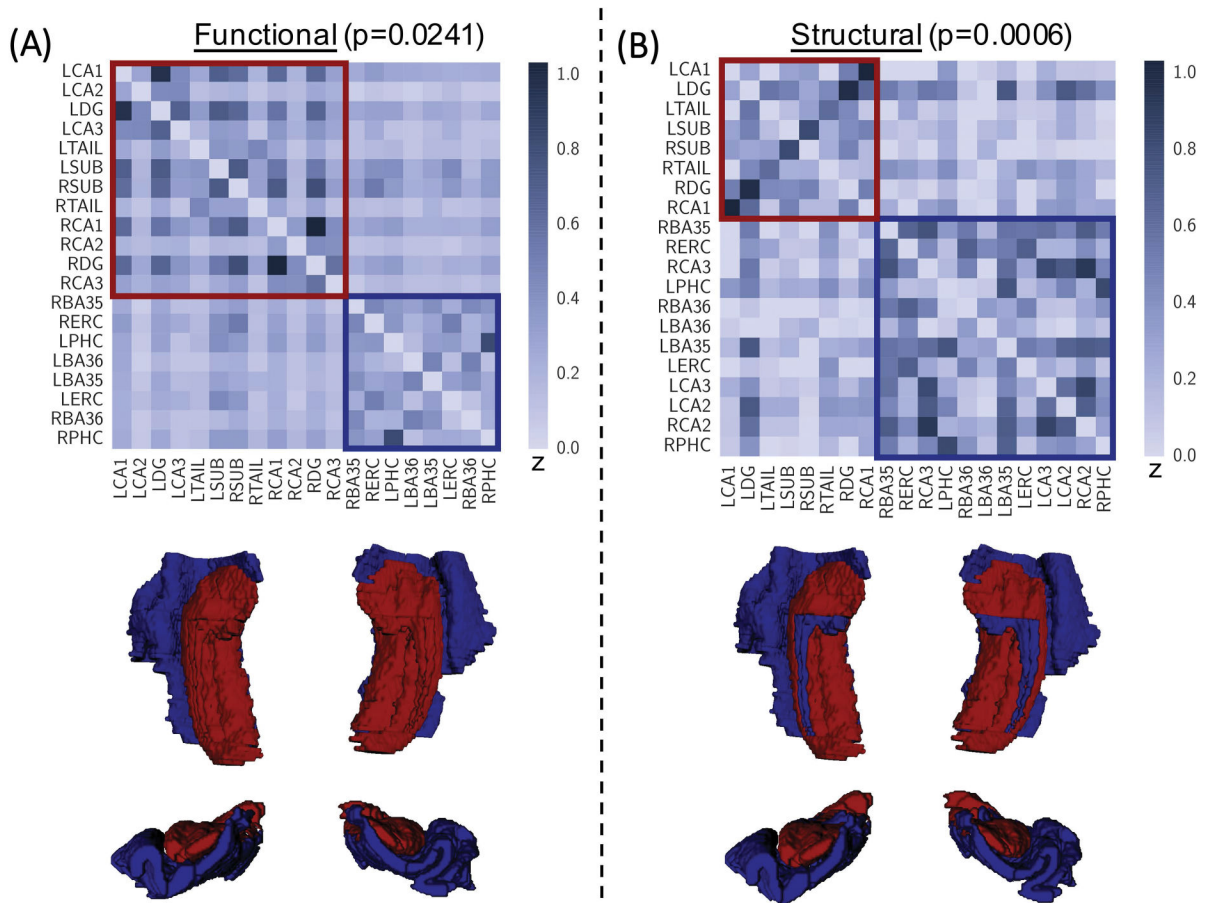 (A)
Functional (p=0.0241)
LCA1
LCA2
LDG
LCA3
LTAIL
LSUB
RSUB
RTAIL
RCA1
RCA2
RDG
RCA3
RBA35
RERC
LPHC
LBA36
LBA35
LERC
RBA36
RPHC
LCA1
LCA2
LDG
LCA3
LTAIL
LSUB
RSUB
RTAIL
RCA1
RCA2
RDG
RCA3
RBA35
RERC
LPHC
LBA36
LBA35
LERC
RBA36
RPHC
1.0
0.8
0.6
0.4
0.2
0.0
z
(B)
Structural (p=0.0006)
LCA1
LDG
LTAIL
LSUB
RSUB
RTAIL
RDG
RCA1
RBA35
RERC
RCA3
LPHC
RBA36
LBA36
LBA35
LERC
LCA3
LCA2
RCA2
RPHC
LCA1
LDG
LTAIL
LSUB
RSUB
RTAIL
RDG
RCA1
RBA35
RERC
RCA3
LPHC
RBA36
LBA36
LBA35
LERC
LCA3
LCA2
RCA2
RPHC
1.0
0.8
0.6
0.4
0.2
0.0
z